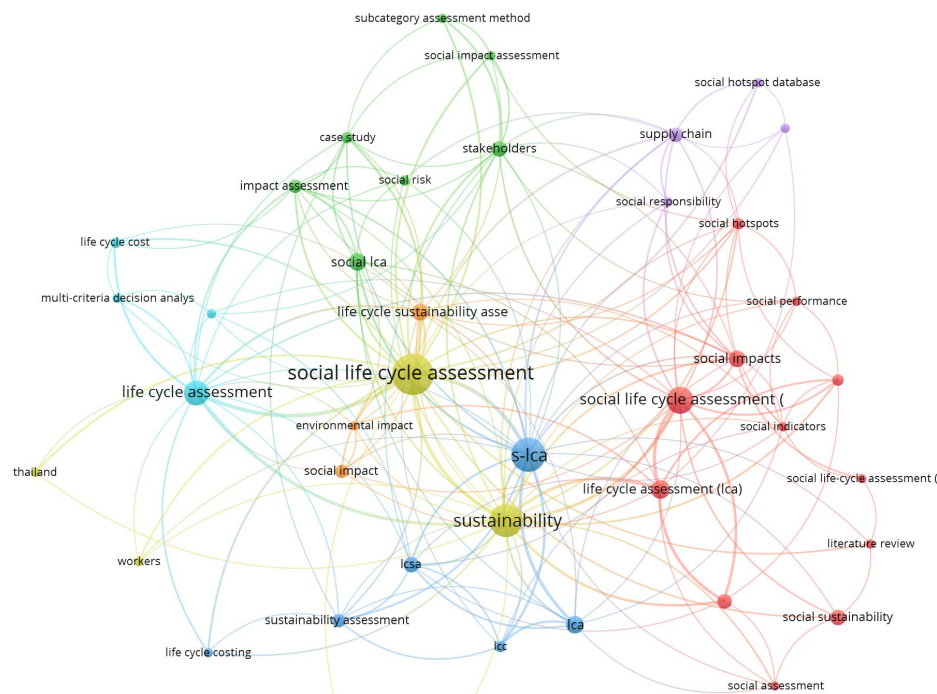 subcategory assessment method
social impact assessment
social hotspot database
case study
supply chain
stakeholders
social risk
impact assessment
social responsibility
social hotspots
life cycle cost
social lca
multi-criteria decision analys
social performance
life cycle sustainability asse
social impacts
social life cycle assessment
life cycle assessment
social life cycle assessment (
environmental impact
social indicators
s-lca
thailand
social impact
social life-cycle assessment (
life cycle assessment (lca)
sustainability
literature review
workers
lcsa
sustainability assessment
lca
social sustainability
lcc
life cycle costing
social assessment